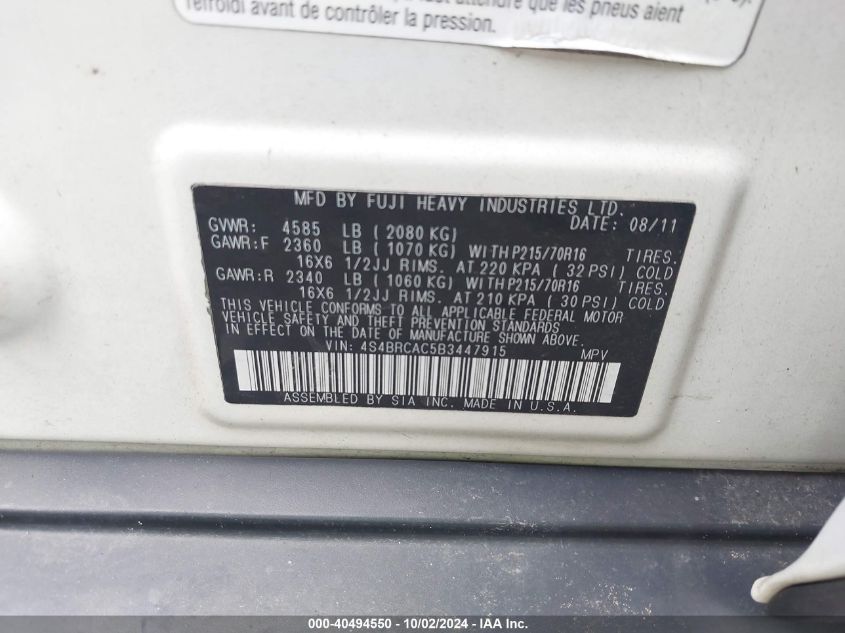 attendre que les pneus aient
refroidi avant de contrôler la pression.
MFD BY FUJI HEAVY INDUSTRIES LTD.
GVWR: 4585 LB ( 2080 KG) DATE: 08/11
GAWR:F 2360 LB ( 1070 KG) WITH P215/70R16 TIRES.
16X6 1/2JJ RIMS. AT 220 KPA ( 32 PSI) COLD
GAWR:R 2340 LB ( 1060 KG) WITH P215/70R16 TIRES.
16X6 1/2JJ RIMS. AT 210 KPA ( 30 PSI) COLD
THIS VEHICLE CONFORMS TO ALL APPLICABLE FEDERAL MOTOR
VEHICLE SAFETY AND THEFT PREVENTION STANDARDS
IN EFFECT ON THE DATE OF MANUFACTURE SHOWN ABOVE.
VIN: 4S4BRCAC5B3447915 MPV
ASSEMBLED BY SIA INC. MADE IN U.S.A.
000-40494550 - 10/02/2024 - IAA Inc.